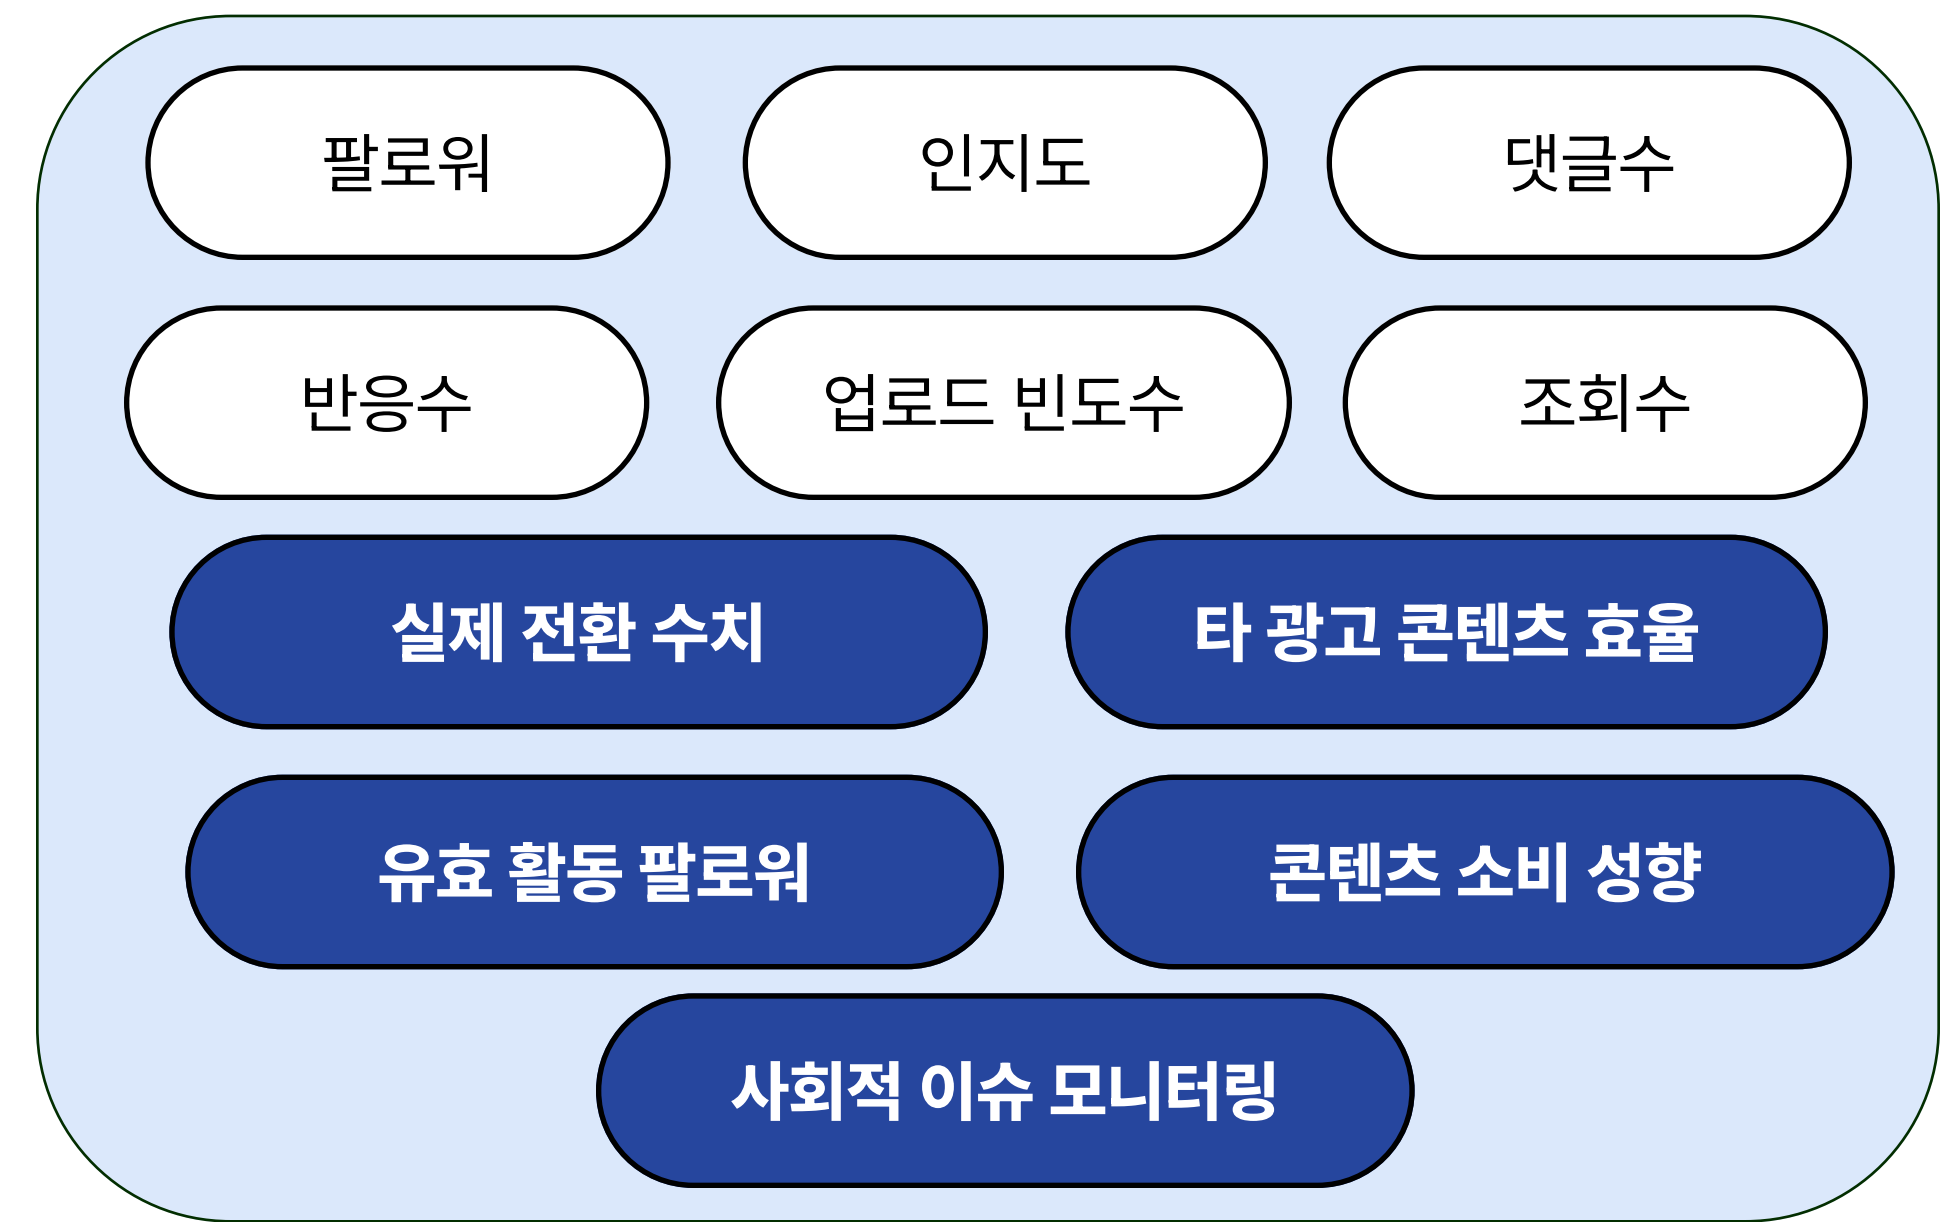 팔로워
인지도
댓글수
반응수
업로드 빈도수
조회수
실제 전환 수치
타 광고 콘텐츠 효율
유효 활동 팔로워
콘텐츠 소비 성향
사회적 이슈 모니터링